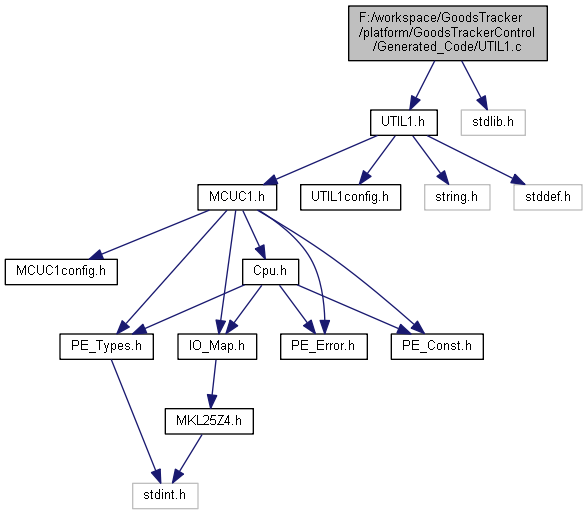 F:/workspace/GoodsTracker
/platform/GoodsTrackerControl
/Generated_Code/UTIL1.c
UTIL1.h
stdlib.h
MCUC1.h
UTIL1config.h
string.h
stddef.h
MCUC1config.h
Cpu.h
PE_Types.h
IO_Map.h
PE_Error.h
PE_Const.h
MKL25Z4.h
stdint.h